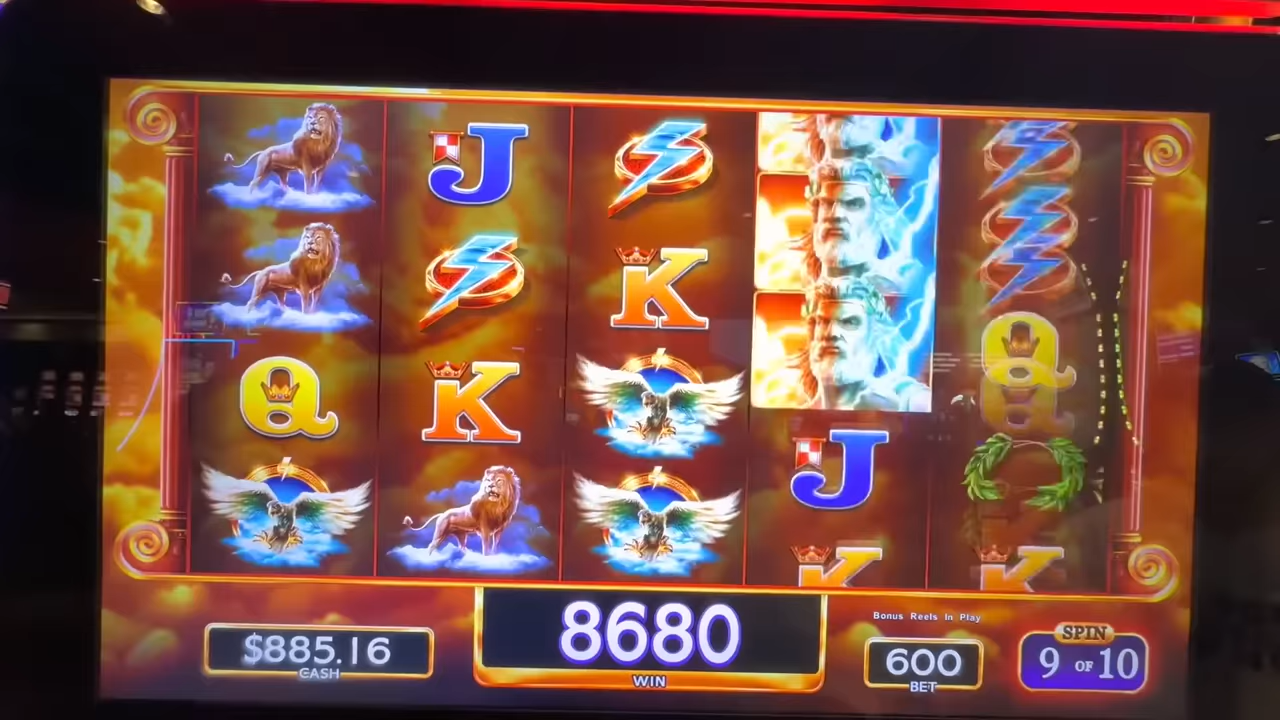 J
K
Q
Q
K
J
K
K
Bonus Reels In Play
$885.16
CASH
8680
WIN
600
BET
SPIN
9 OF 10